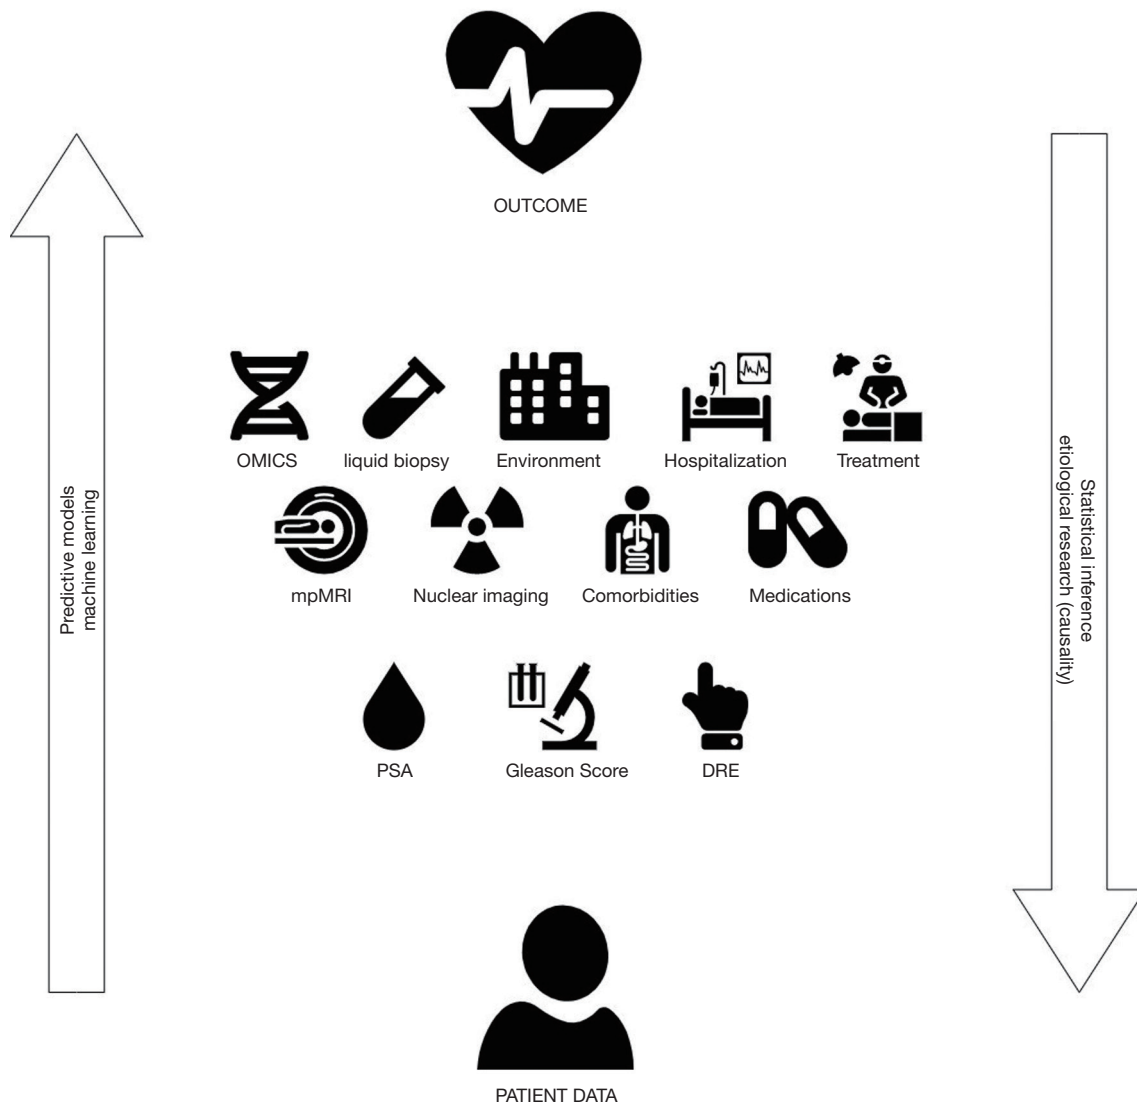 OUTCOME
OMICS
liquid biopsy
Environment
Hospitalization
Treatment
Predictive models
machine learning
Statistical inference
etiological research (causality)
mpMRI
Nuclear imaging
Comorbidities
Medications
PSA
Gleason Score
DRE
PATIENT DATA